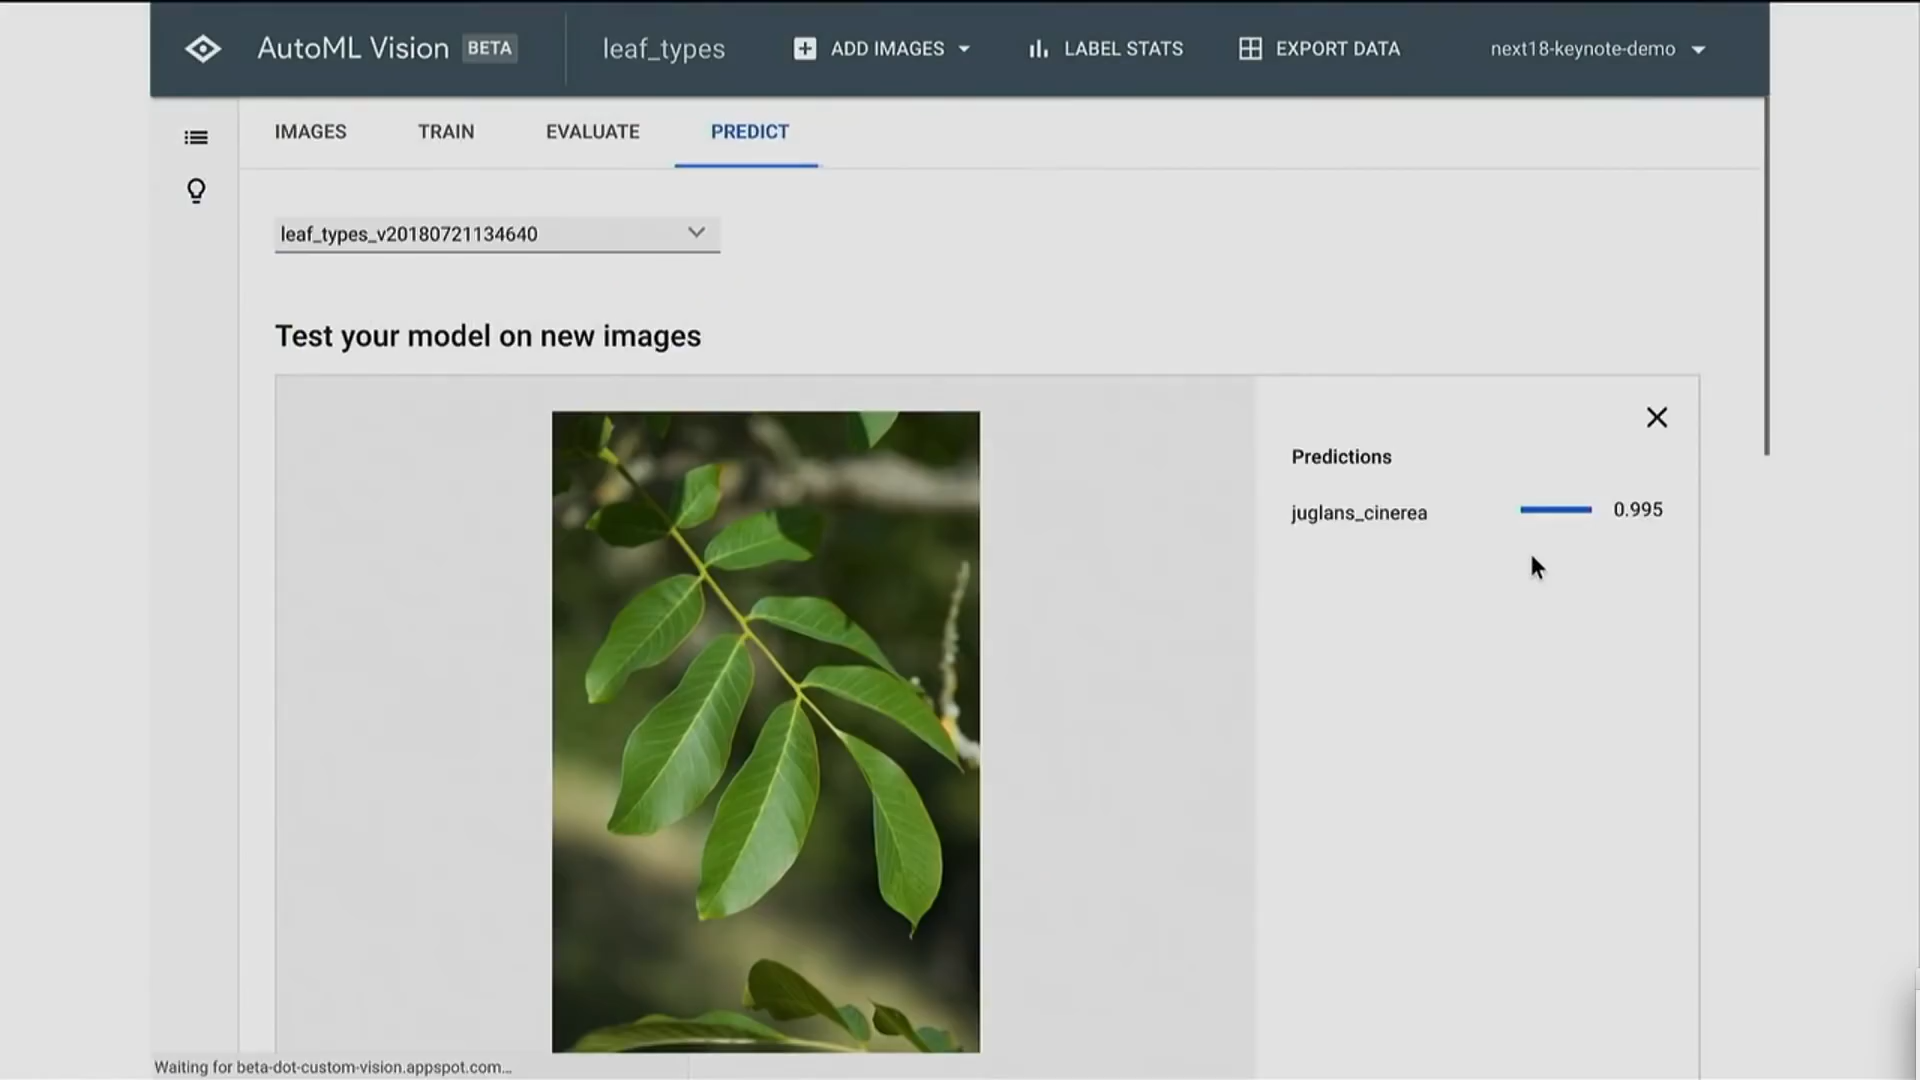 AutoML Vision BETA leaf_types ADD IMAGES LABEL STATS EXPORT DATA next18-keynote-demo
IMAGES TRAIN EVALUATE PREDICT
leaf_types_v20180721134640
Test your model on new images
Predictions
juglans_cinerea 0.995
Waiting for beta-dot-custom-vision.appspot.com...